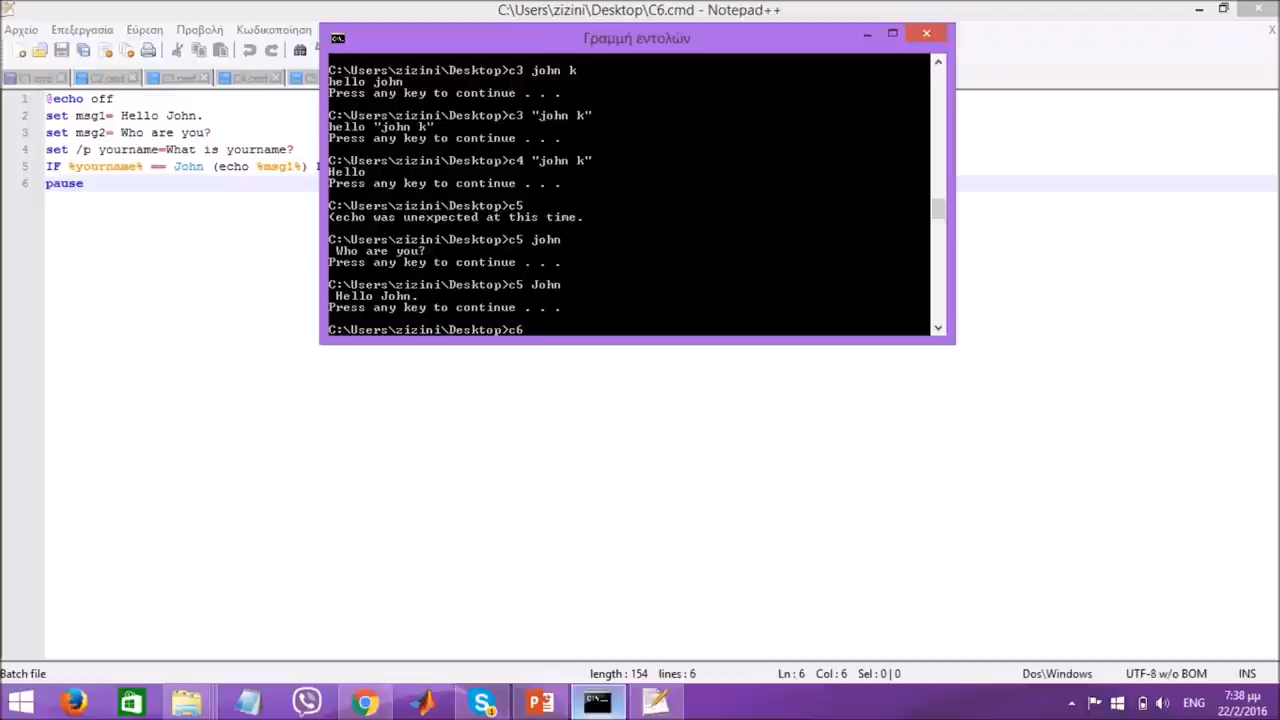 C:\Users\zizini\Desktop\C6.cmd - Notepad++
Αρχείο Επεξεργασία Εύρεση Προβολή Κωδικοποίηση
X
Γραμμή εντολών
1 @echo off
2 set msg1= Hello John.
3 set msg2= Who are you?
4 set /p yourname=What is yourname?
5 IF %yourname% == John (echo %msg1%)
6 pause
C:\Users\zizini\Desktop>c3 john k
hello john
Press any key to continue . . .
C:\Users\zizini\Desktop>c3 "john k"
hello "john k"
Press any key to continue . . .
C:\Users\zizini\Desktop>c4 "john k"
Hello
Press any key to continue . . .
C:\Users\zizini\Desktop>c5
(echo was unexpected at this time.
C:\Users\zizini\Desktop>c5 john
Who are you?
Press any key to continue . . .
C:\Users\zizini\Desktop>c5 John
Hello John.
Press any key to continue . . .
C:\Users\zizini\Desktop>c6
Batch file length : 154 lines : 6 Ln : 6 Col : 6 Sel : 0 | 0 Dos\Windows UTF-8 w/o BOM INS
ENG 7:38 μμ
22/2/2016